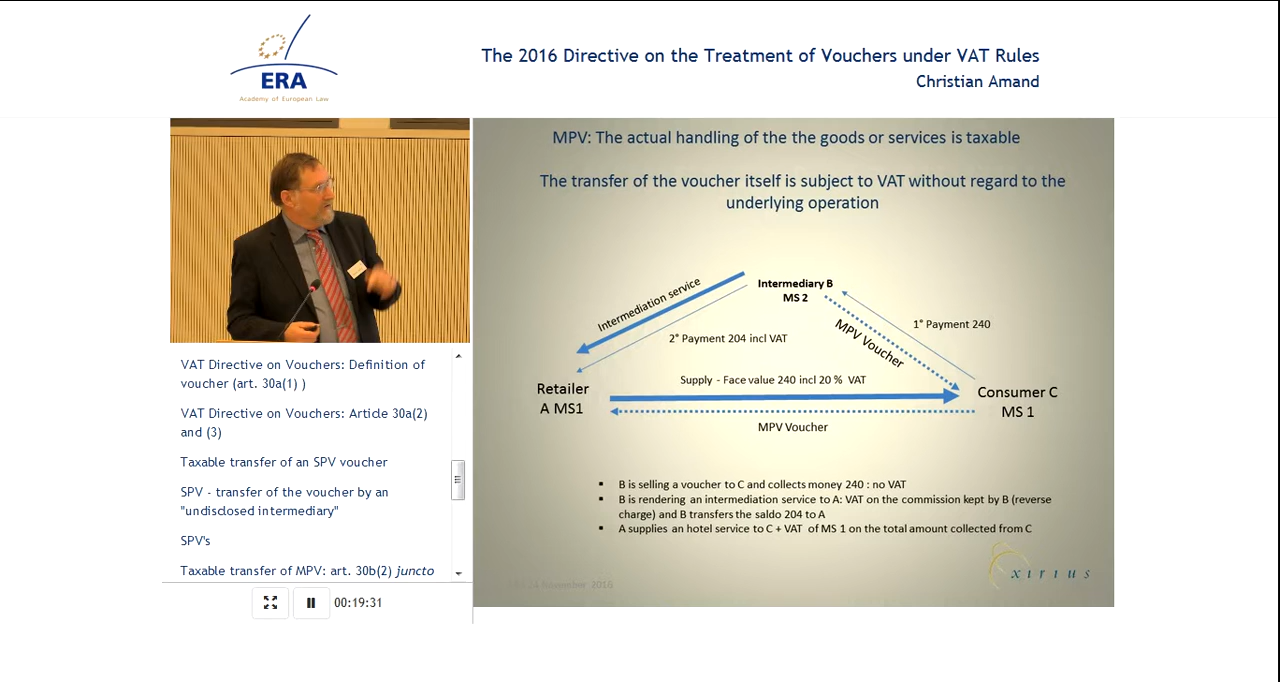 ERA
Academy of European Law
The 2016 Directive on the Treatment of Vouchers under VAT Rules
Christian Amand
MPV: The actual handling of the the goods or services is taxable
The transfer of the voucher itself is subject to VAT without regard to the
underlying operation
Intermediary B
MS 2
Intermediation service
2° Payment 204 incl VAT
MPV Voucher
1° Payment 240
Retailer
A MS1
Supply - Face value 240 incl 20 % VAT
Consumer C
MS 1
MPV Voucher
▪ B is selling a voucher to C and collects money 240 : no VAT
▪ B is rendering an intermediation service to A: VAT on the commission kept by B (reverse
charge) and B transfers the saldo 204 to A
▪ A supplies an hotel service to C + VAT of MS 1 on the total amount collected from C
November 2016
xirius
VAT Directive on Vouchers: Definition of
voucher (art. 30a(1) )
VAT Directive on Vouchers: Article 30a(2)
and (3)
Taxable transfer of an SPV voucher
SPV - transfer of the voucher by an
"undisclosed intermediary"
SPV's
Taxable transfer of MPV: art. 30b(2) juncto
00:19:31